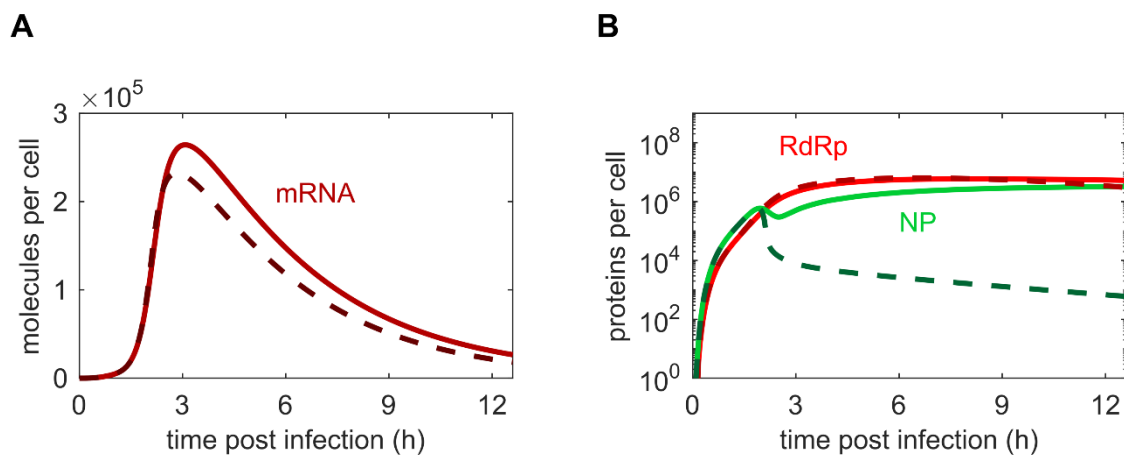 A
×10^5
3
2
1
0
molecules per cell
mRNA
0 3 6 9 12
time post infection (h)
B
10^8
10^6
10^4
10^2
10^0
proteins per cell
RdRp
NP
0 3 6 9 12
time post infection (h)